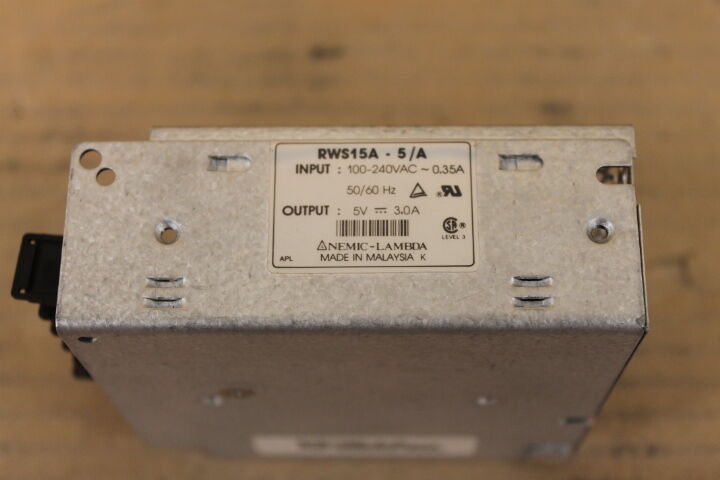 RWS15A - 5/A
INPUT : 100-240VAC ~ 0.35A
50/60 Hz
OUTPUT : 5V ⎓ 3.0A
LEVEL 3
NEMIC-LAMBDA
APL MADE IN MALAYSIA K